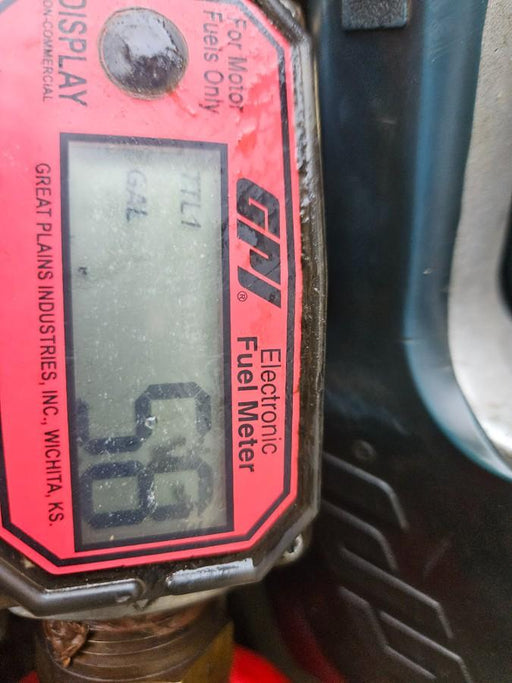 For Motor
Fuels Only
GPI®
Electronic
Fuel Meter
TTL1
GAL
58
DISPLAY
ON-COMMERCIAL
GREAT PLAINS INDUSTRIES, INC., WICHITA, KS.